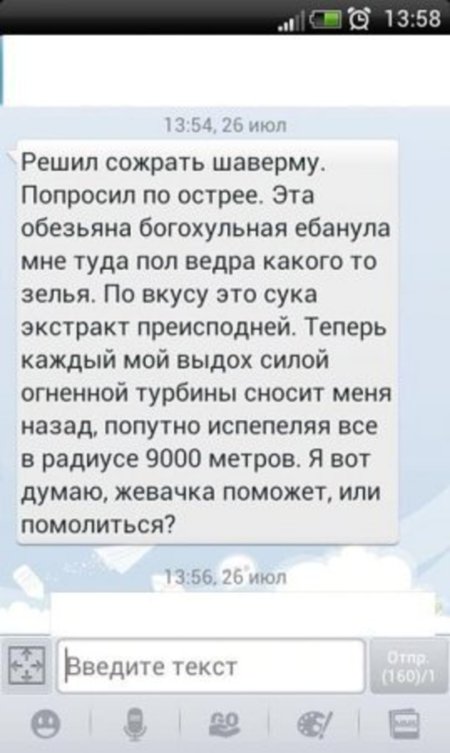 13:58
13:54, 26 июл
Решил сожрать шаверму.
Попросил по острее. Эта
обезьяна богохульная ебанула
мне туда пол ведра какого то
зелья. По вкусу это сука
экстракт преисподней. Теперь
каждый мой выдох силой
огненной турбины сносит меня
назад, попутно испепеляя все
в радиусе 9000 метров. Я вот
думаю, жевачка поможет, или
помолиться?
13:56, 26 июл
Введите текст
Отпр.
(160)/1
GO